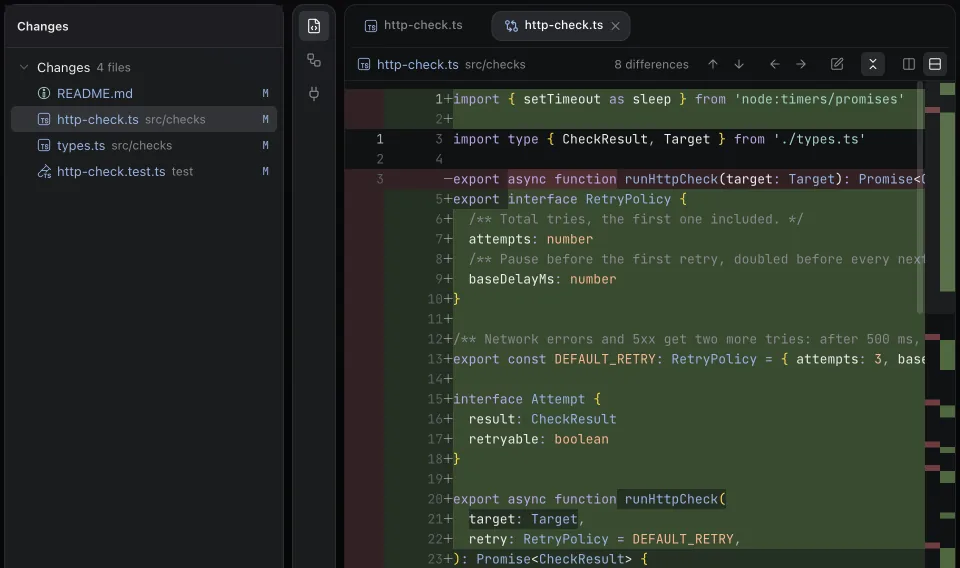 Changes
Changes 4 files
README.md M
http-check.ts src/checks M
types.ts src/checks M
http-check.test.ts test M
http-check.ts
http-check.ts
http-check.ts src/checks 8 differences
1+import { setTimeout as sleep } from 'node:timers/promises'
2+
1 3 import type { CheckResult, Target } from './types.ts'
2 4
3 —export async function runHttpCheck(target: Target): Promise<
5+export interface RetryPolicy {
6+ /** Total tries, the first one included. */
7+ attempts: number
8+ /** Pause before the first retry, doubled before every next
9+ baseDelayMs: number
10+}
11+
12+/** Network errors and 5xx get two more tries: after 500 ms,
13+export const DEFAULT_RETRY: RetryPolicy = { attempts: 3, base
14+
15+interface Attempt {
16+ result: CheckResult
17+ retryable: boolean
18+}
19+
20+export async function runHttpCheck(
21+ target: Target,
22+ retry: RetryPolicy = DEFAULT_RETRY,
23+): Promise<CheckResult> {